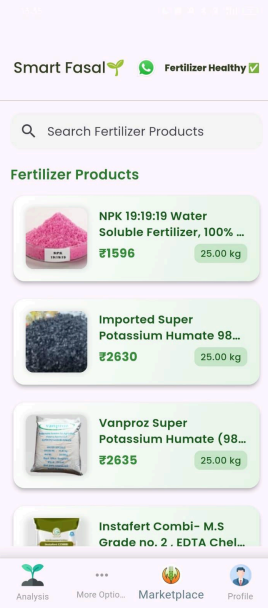 Smart Fasal🌱
Fertilizer Healthy ✅
Search Fertilizer Products
Fertilizer Products
NPK 19:19:19 Water
Soluble Fertilizer, 100% ...
₹1596
25.00 kg
Imported Super
Potassium Humate 98...
₹2630
25.00 kg
Vanproz Super
Potassium Humate (98...
₹2635
25.00 kg
Instafert Combi- M.S
Grade no. 2 . EDTA Chel...
Analysis
More Optio...
Marketplace
Profile